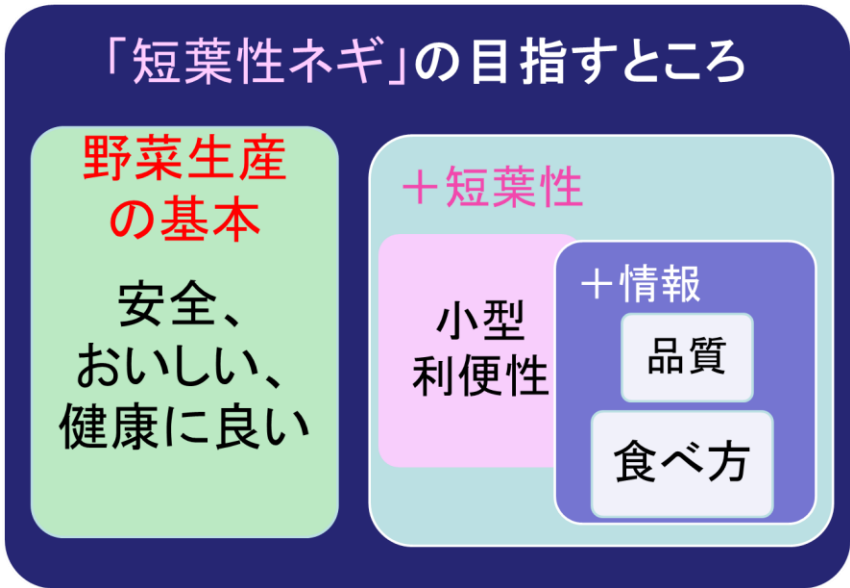 「短葉性ネギ」の目指すところ
野菜生産
の基本
安全、
おいしい、
健康に良い
＋短葉性
小型
利便性
＋情報
品質
食べ方